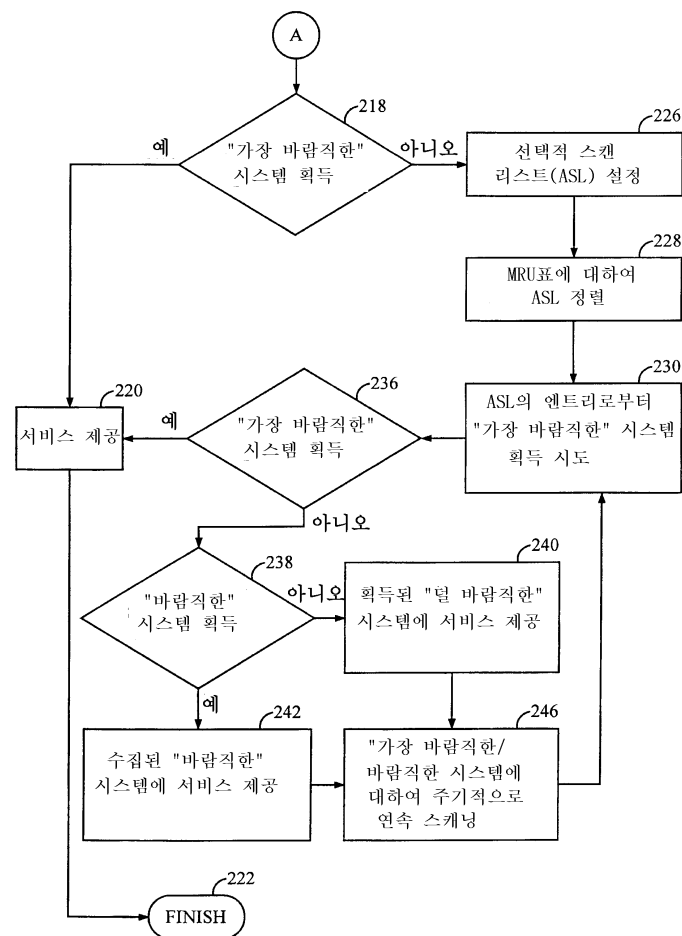 A
218
예
"가장 바람직한"
시스템 획득
아니오
226
선택적 스캔
리스트(ASL) 설정
228
MRU표에 대하여
ASL 정렬
230
ASL의 엔트리로부터
"가장 바람직한" 시스템
획득 시도
236
"가장 바람직한"
시스템 획득
예
220
서비스 제공
아니오
238
"바람직한"
시스템 획득
아니오
240
획득된 "덜 바람직한"
시스템에 서비스 제공
예
242
수집된 "바람직한"
시스템에 서비스 제공
246
"가장 바람직한/
바람직한 시스템에
대하여 주기적으로
연속 스캐닝
222
FINISH